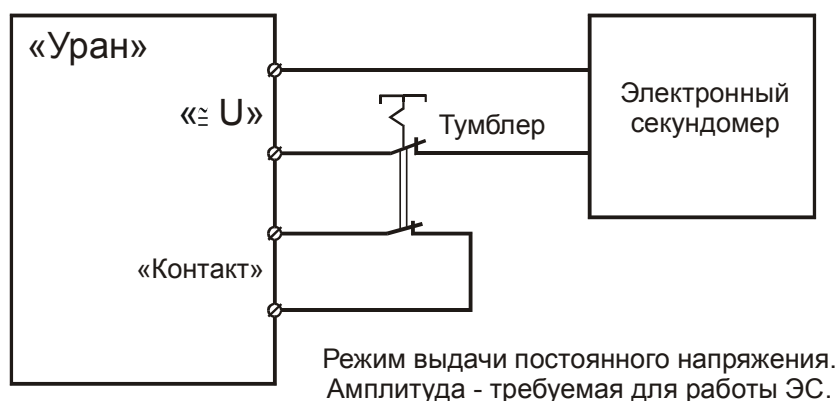 «Уран»
«≅ U»
Тумблер
Электронный
секундомер
«Контакт»
Режим выдачи постоянного напряжения.
Амплитуда - требуемая для работы ЭС.